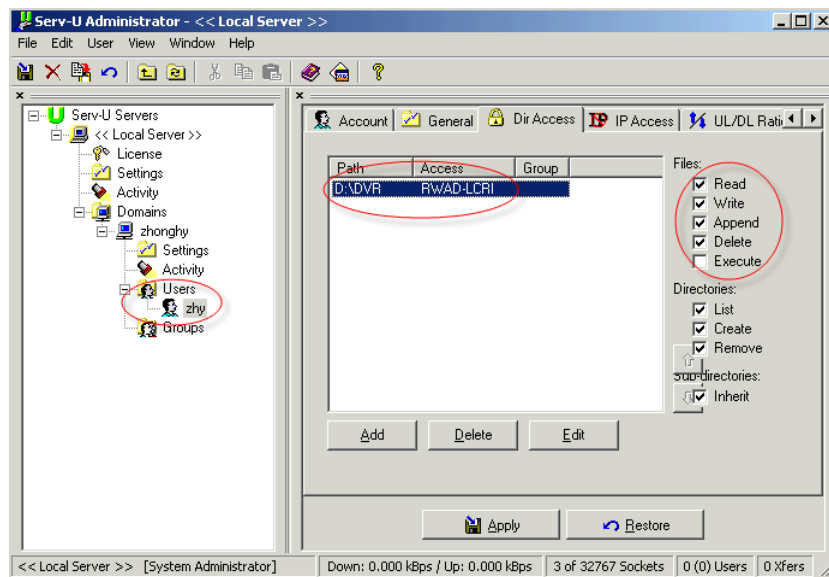 Serv-U Administrator - << Local Server >>
File Edit User View Window Help
Serv-U Servers
<< Local Server >>
License
Settings
Activity
Domains
zhonghy
Settings
Activity
Users
zhy
Groups
Account General Dir Access IP Access UL/DL
Path Access Group
D:\DVR RWAD-LCRI
Files:
Read
Write
Append
Delete
Execute
Directories:
List
Create
Remove
Sub-directories:
Inherit
Add Delete Edit
Apply Restore
<< Local Server >> [System Administrator] Down: 0.000 kBps / Up: 0.000 kBps 3 of 32767 Sockets 0 (0) Users 0 Xfers